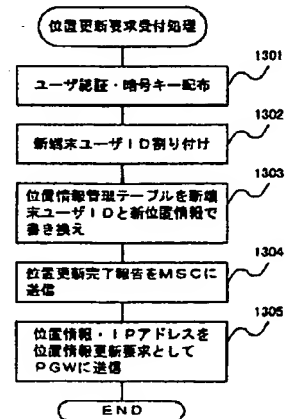 位置更新要求受付処理
1301
ユーザ認証・暗号キー配布
1302
新端末ユーザID割り付け
1303
位置情報管理テーブルを新端
末ユーザIDと新位置情報で
書き換え
1304
位置更新完了報告をMSCに
送信
1305
位置情報・IPアドレスを
位置情報更新要求として
PGWに送信
END